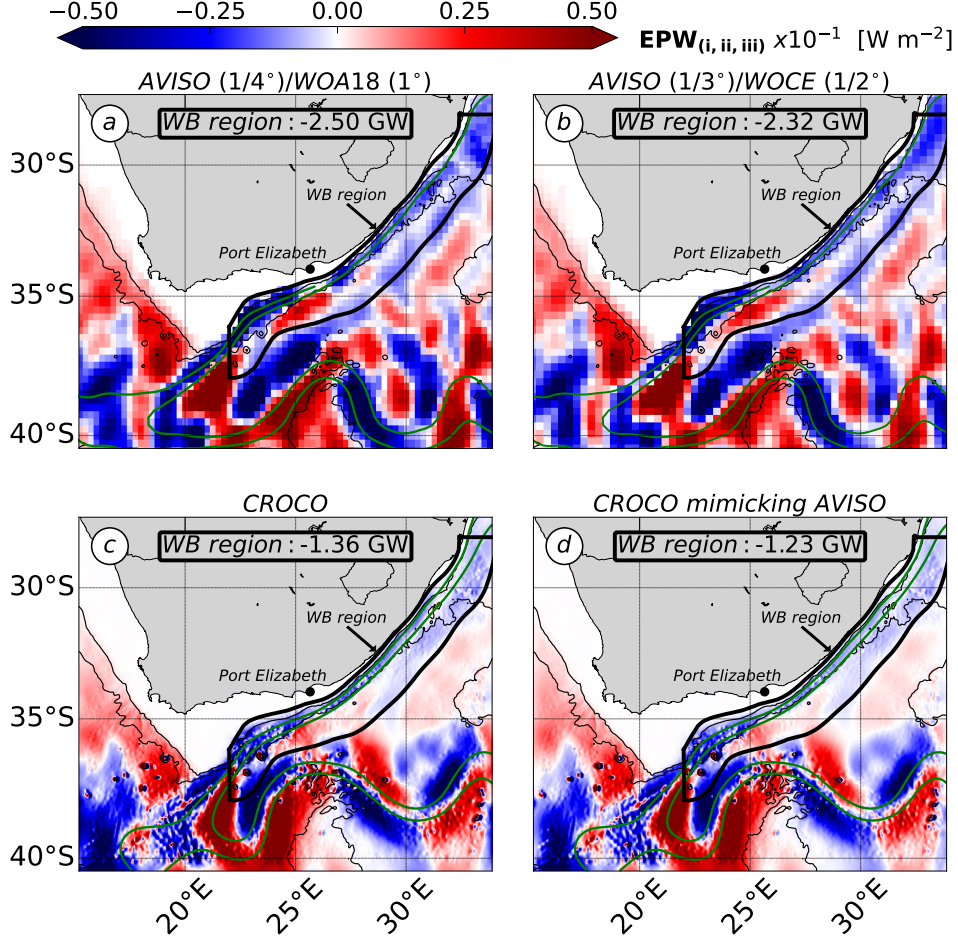 −0.50 −0.25 0.00 0.25 0.50
EPW(i, ii, iii) x10−1 [W m−2]
AVISO (1/4°)/WOA18 (1°)
a
WB region : -2.50 GW
30°S
WB region
Port Elizabeth
35°S
40°S
AVISO (1/3°)/WOCE (1/2°)
b
WB region : -2.32 GW
WB region
Port Elizabeth
CROCO
c
WB region : -1.36 GW
30°S
WB region
Port Elizabeth
35°S
40°S
20°E 25°E 30°E
CROCO mimicking AVISO
d
WB region : -1.23 GW
WB region
Port Elizabeth
20°E 25°E 30°E